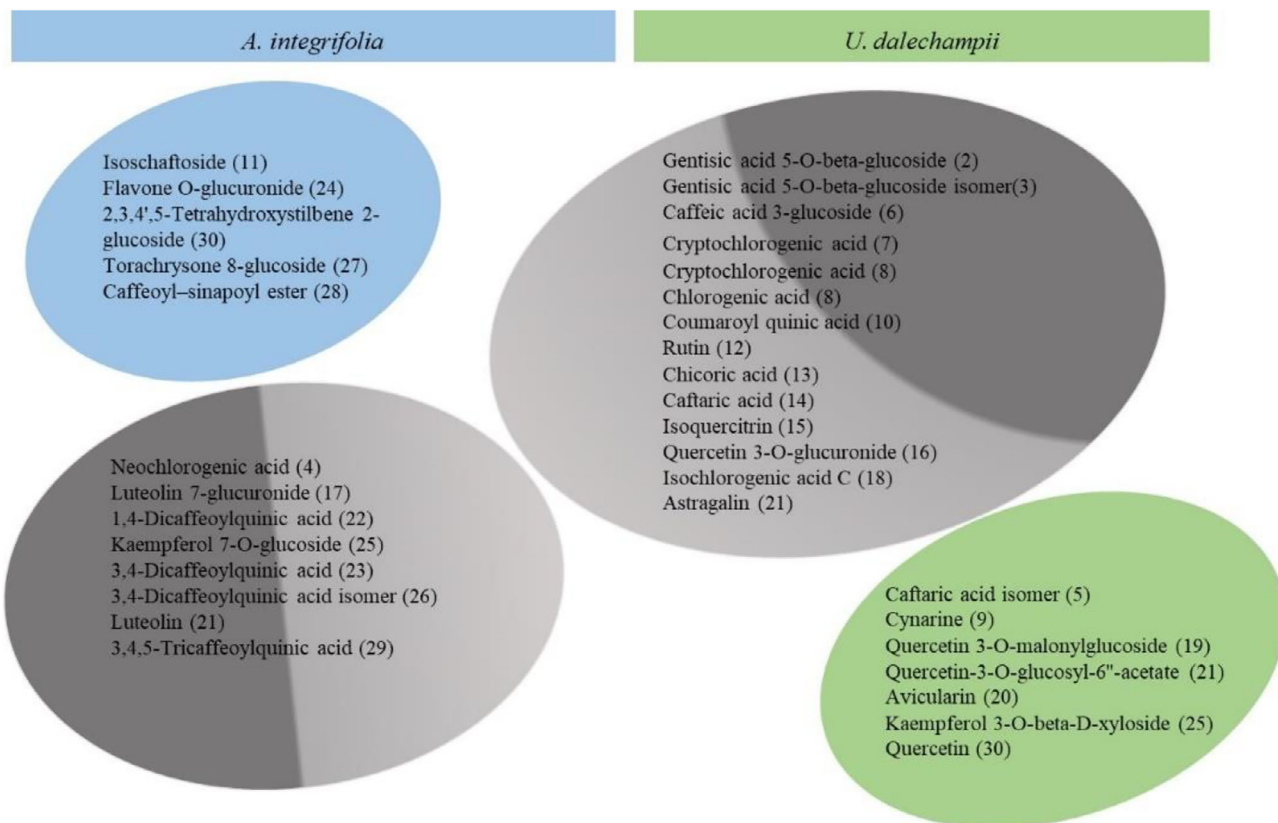 A. integrifolia
U. dalechampii
Isoschaftoside (11)
Flavone O-glucuronide (24)
2,3,4',5-Tetrahydroxystilbene 2-
glucoside (30)
Torachrysone 8-glucoside (27)
Caffeoyl–sinapoyl ester (28)
Neochlorogenic acid (4)
Luteolin 7-glucuronide (17)
1,4-Dicaffeoylquinic acid (22)
Kaempferol 7-O-glucoside (25)
3,4-Dicaffeoylquinic acid (23)
3,4-Dicaffeoylquinic acid isomer (26)
Luteolin (21)
3,4,5-Tricaffeoylquinic acid (29)
Gentisic acid 5-O-beta-glucoside (2)
Gentisic acid 5-O-beta-glucoside isomer(3)
Caffeic acid 3-glucoside (6)
Cryptochlorogenic acid (7)
Cryptochlorogenic acid (8)
Chlorogenic acid (8)
Coumaroyl quinic acid (10)
Rutin (12)
Chicoric acid (13)
Caftaric acid (14)
Isoquercitrin (15)
Quercetin 3-O-glucuronide (16)
Isochlorogenic acid C (18)
Astragalin (21)
Caftaric acid isomer (5)
Cynarine (9)
Quercetin 3-O-malonylglucoside (19)
Quercetin-3-O-glucosyl-6"-acetate (21)
Avicularin (20)
Kaempferol 3-O-beta-D-xyloside (25)
Quercetin (30)